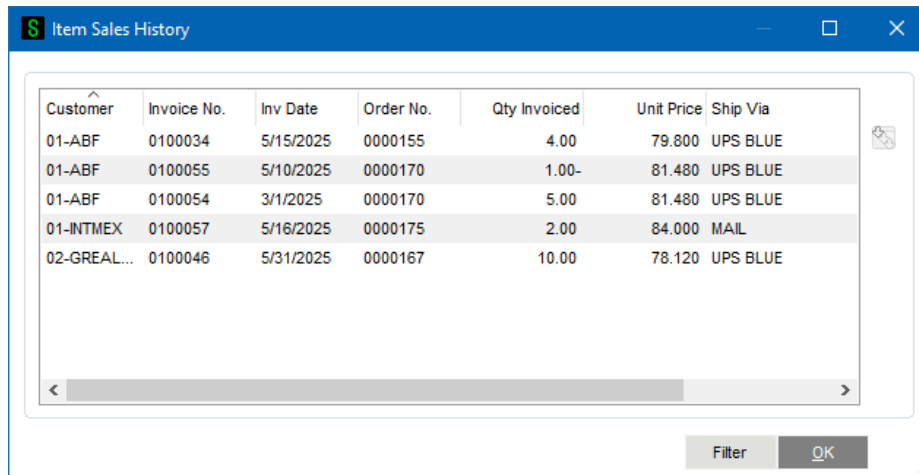 S Item Sales History
Customer Invoice No. Inv Date Order No. Qty Invoiced Unit Price Ship Via
01-ABF 0100034 5/15/2025 0000155 4.00 79.800 UPS BLUE
01-ABF 0100055 5/10/2025 0000170 1.00- 81.480 UPS BLUE
01-ABF 0100054 3/1/2025 0000170 5.00 81.480 UPS BLUE
01-INTMEX 0100057 5/16/2025 0000175 2.00 84.000 MAIL
02-GREAL... 0100046 5/31/2025 0000167 10.00 78.120 UPS BLUE
Filter OK